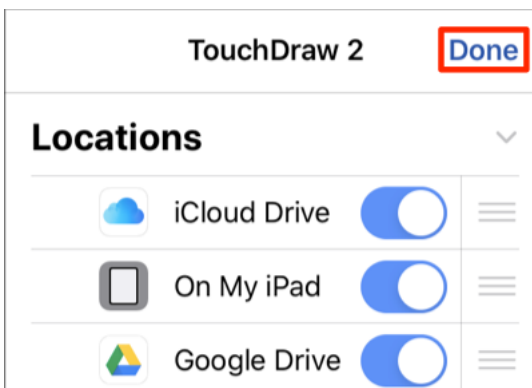 TouchDraw 2 Done
Locations
iCloud Drive
On My iPad
Google Drive